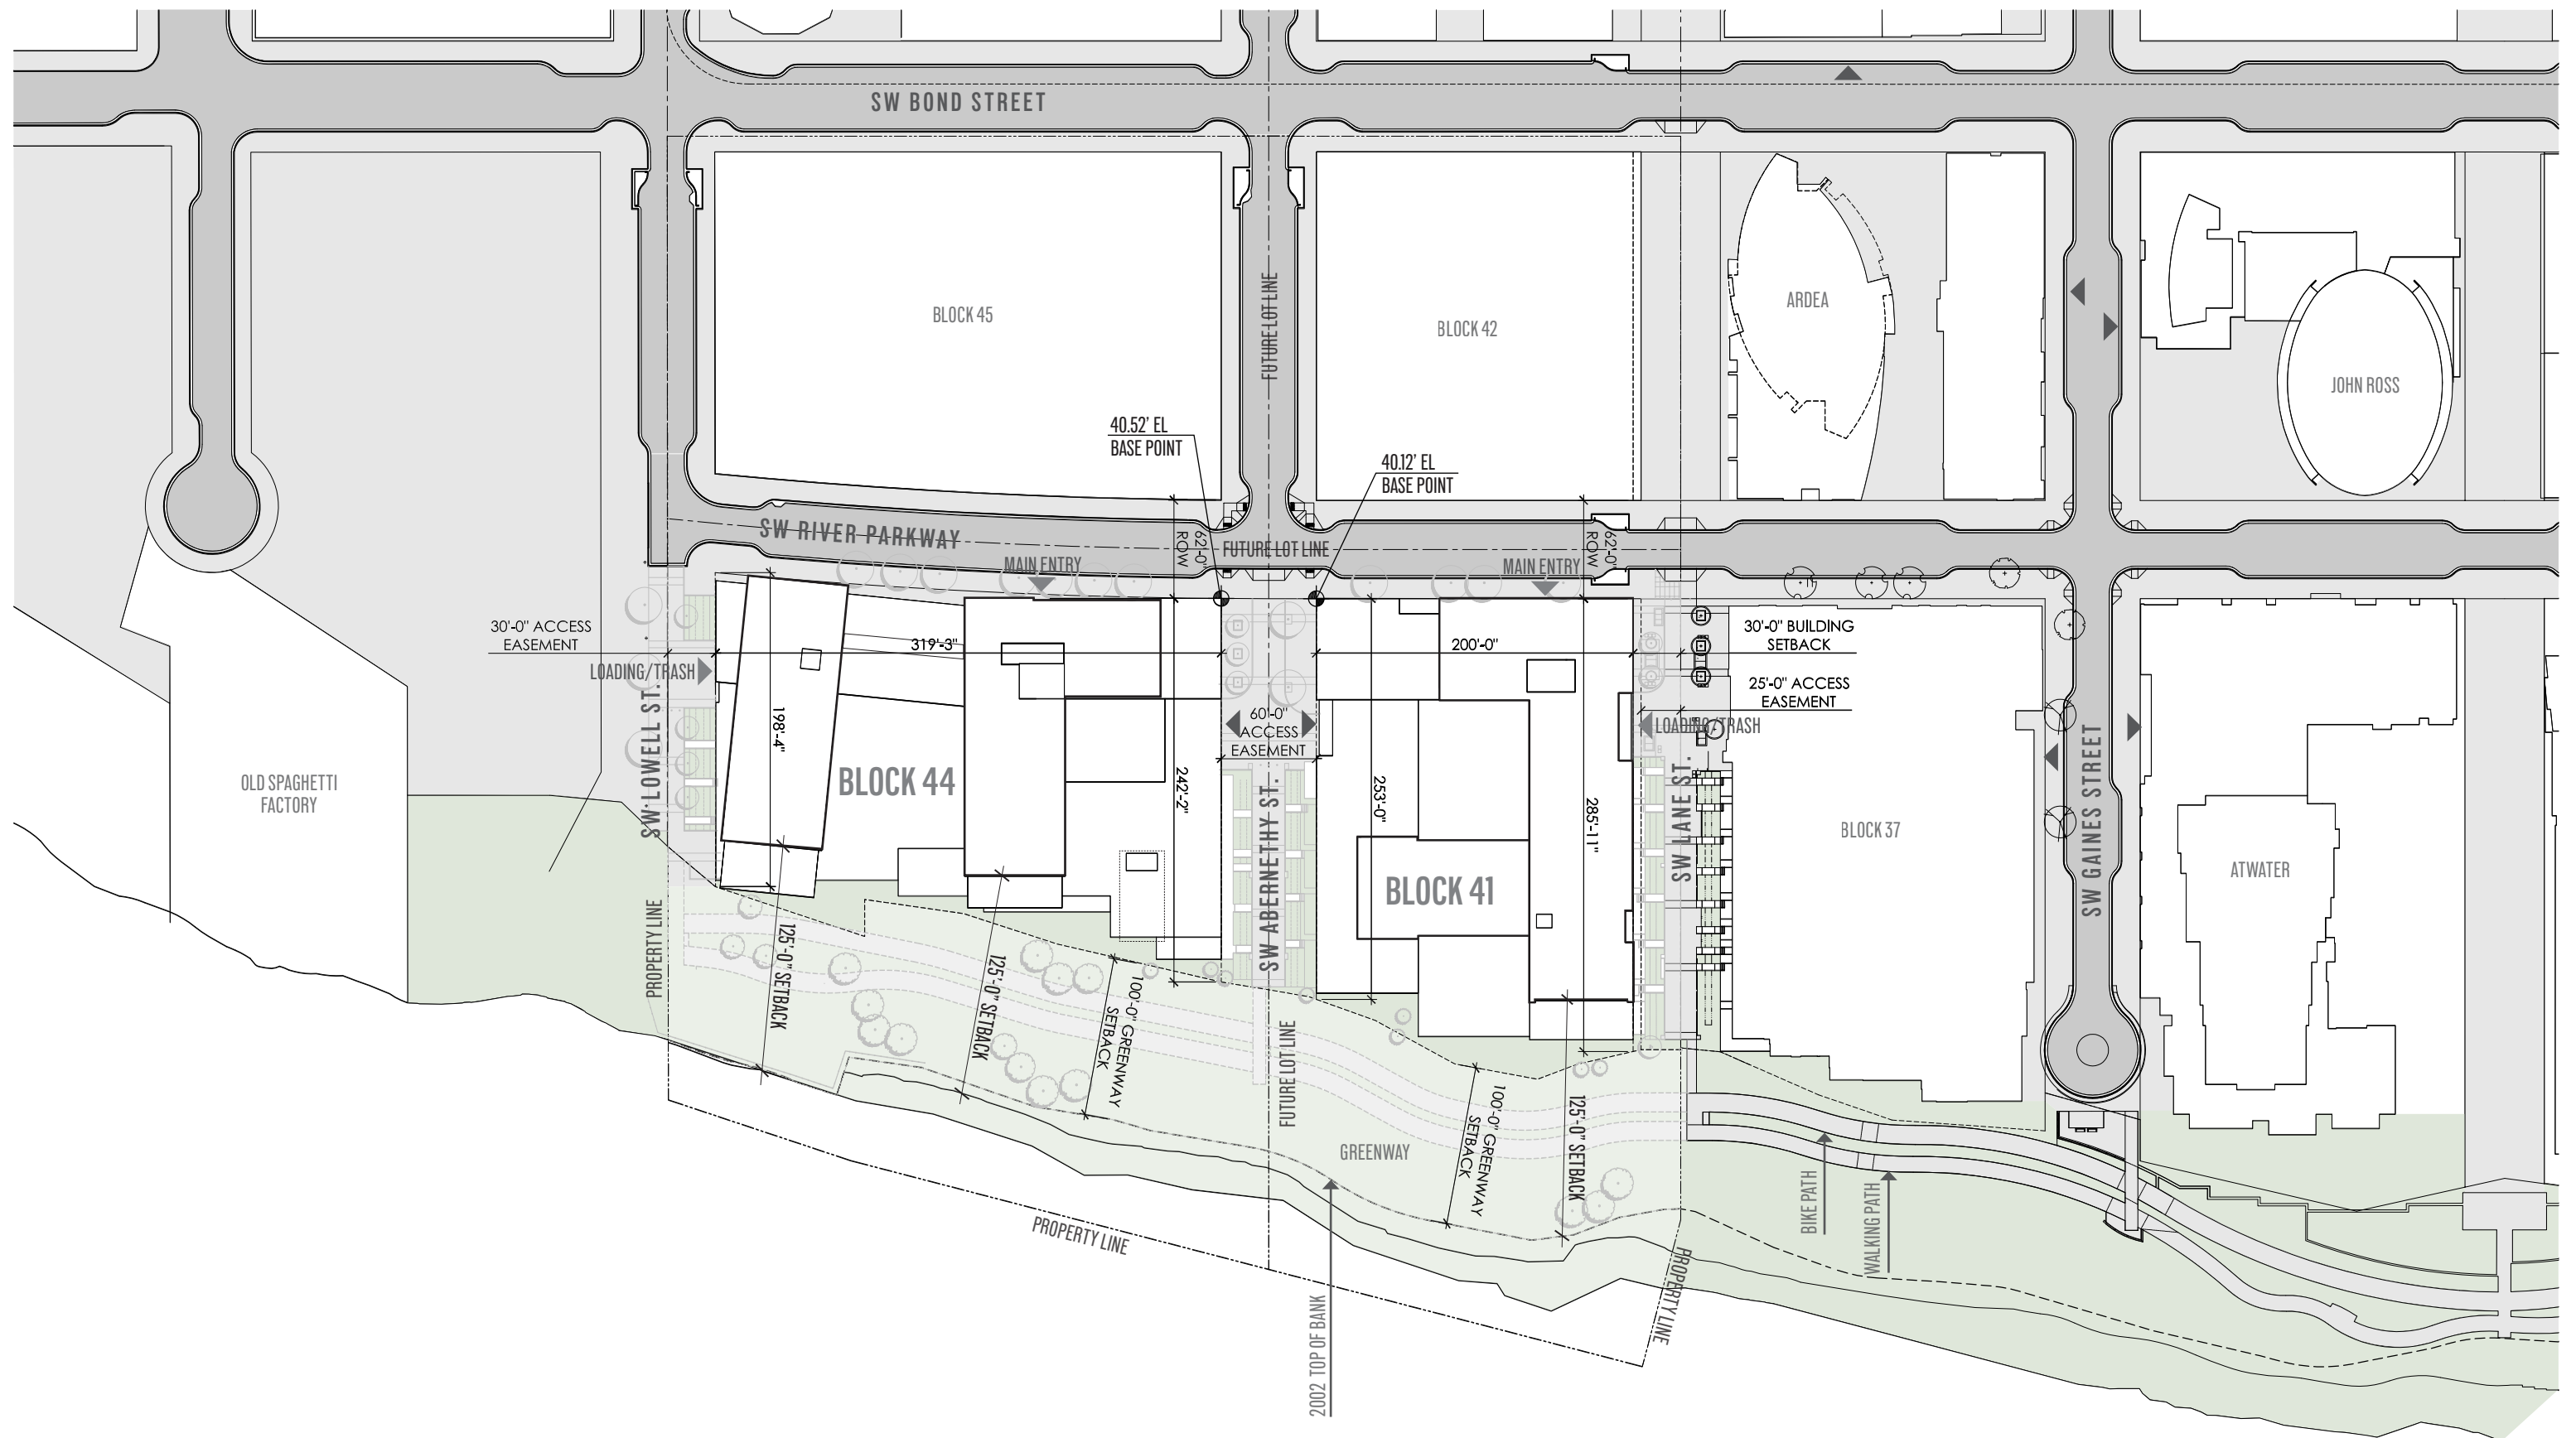 SW BOND STREET
BLOCK 45
FUTURE LOT LINE
BLOCK 42
ARDEA
JOHN ROSS
40.52' EL
BASE POINT
40.12' EL
BASE POINT
SW RIVER PARKWAY
MAIN ENTRY
62'-0"
ROW
FUTURE LOT LINE
MAIN ENTRY
62'-0"
ROW
30'-0" ACCESS
EASEMENT
LOADING/TRASH
319'-3"
200'-0"
30'-0" BUILDING
SETBACK
25'-0" ACCESS
EASEMENT
LOADING/TRASH
60'-0"
ACCESS
EASEMENT
SW LOWELL ST.
198'-4"
BLOCK 44
242'-2"
SW ABERNETHY ST.
253'-0"
BLOCK 41
285'-11"
SW LANE ST.
BLOCK 37
SW GAINES STREET
ATWATER
OLD SPAGHETTI
FACTORY
PROPERTY LINE
125'-0" SETBACK
125'-0" SETBACK
100'-0" GREENWAY
SETBACK
FUTURE LOT LINE
GREENWAY
100'-0" GREENWAY
SETBACK
125'-0" SETBACK
BIKE PATH
WALKING PATH
PROPERTY LINE
PROPERTY LINE
2002 TOP OF BANK